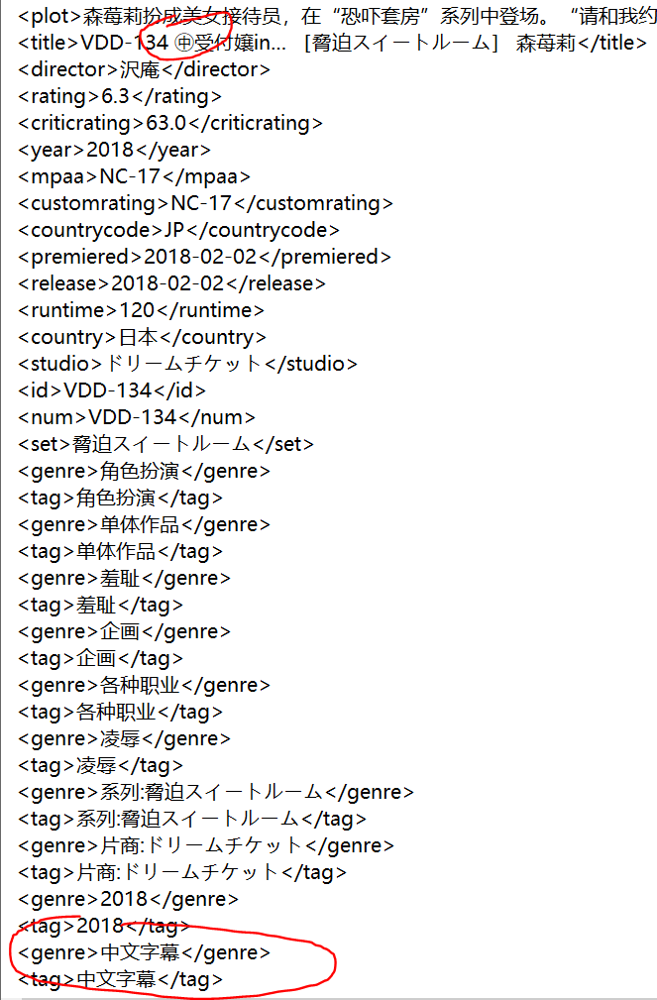 <plot>森莓莉扮成美女接待员，在“恐吓套房”系列中登场。“请和我约
<title>VDD-134 ㊥受付嬢in… ［脅迫スイートルーム］ 森苺莉</title>
<director>沢庵</director>
<rating>6.3</rating>
<criticrating>63.0</criticrating>
<year>2018</year>
<mpaa>NC-17</mpaa>
<customrating>NC-17</customrating>
<countrycode>JP</countrycode>
<premiered>2018-02-02</premiered>
<release>2018-02-02</release>
<runtime>120</runtime>
<country>日本</country>
<studio>ドリームチケット</studio>
<id>VDD-134</id>
<num>VDD-134</num>
<set>脅迫スイートルーム</set>
<genre>角色扮演</genre>
<tag>角色扮演</tag>
<genre>单体作品</genre>
<tag>单体作品</tag>
<genre>羞耻</genre>
<tag>羞耻</tag>
<genre>企画</genre>
<tag>企画</tag>
<genre>各种职业</genre>
<tag>各种职业</tag>
<genre>凌辱</genre>
<tag>凌辱</tag>
<genre>系列:脅迫スイートルーム</genre>
<tag>系列:脅迫スイートルーム</tag>
<genre>片商:ドリームチケット</genre>
<tag>片商:ドリームチケット</tag>
<genre>2018</genre>
<tag>2018</tag>
<genre>中文字幕</genre>
<tag>中文字幕</tag>